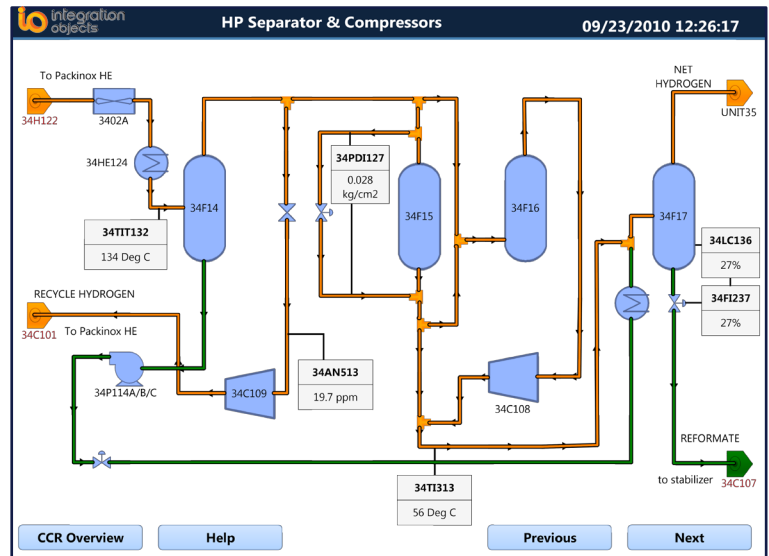 integration
objects
HP Separator & Compressors
09/23/2010 12:26:17
To Packinox HE
34H122
3402A
34HE124
34TIT132
134 Deg C
34F14
34PDI127
0.028
kg/cm2
34F15
34F16
NET
HYDROGEN
UNIT35
34F17
34LC136
27%
34FI237
27%
RECYCLE HYDROGEN
34C101
To Packinox HE
34P114A/B/C
34C109
34AN513
19.7 ppm
34C108
34TI313
56 Deg C
REFORMATE
to stabilizer
34C107
CCR Overview
Help
Previous
Next